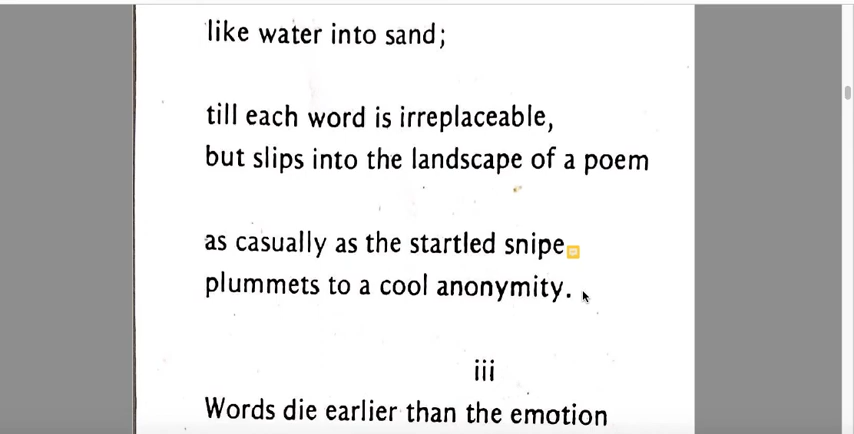 like water into sand;
till each word is irreplaceable,
but slips into the landscape of a poem
as casually as the startled snipe
plummets to a cool anonymity.
iii
Words die earlier than the emotion